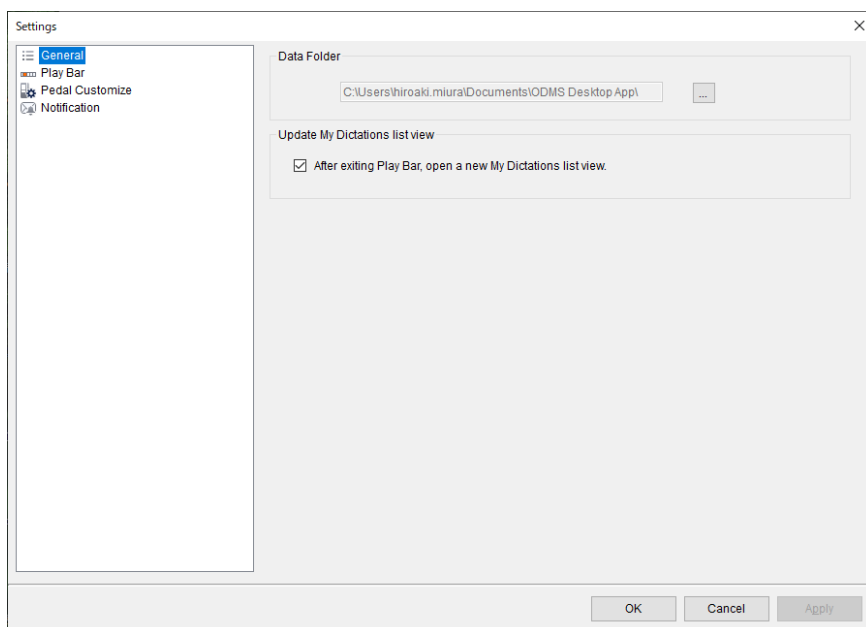 Settings
General
Play Bar
Pedal Customize
Notification
Data Folder
C:\Users\hiroaki.miura\Documents\ODMS Desktop App\
...
Update My Dictations list view
After exiting Play Bar, open a new My Dictations list view.
OK
Cancel
Apply